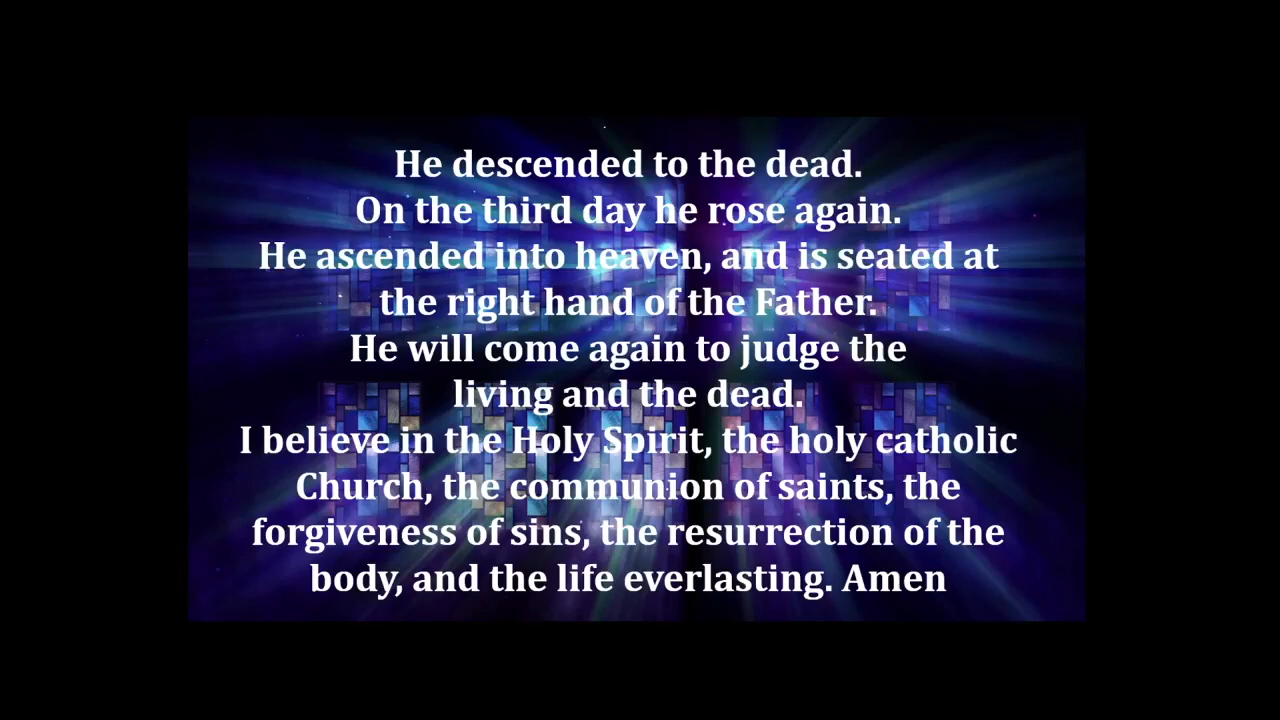 He descended to the dead.
On the third day he rose again.
He ascended into heaven, and is seated at
the right hand of the Father.
He will come again to judge the
living and the dead.
I believe in the Holy Spirit, the holy catholic
Church, the communion of saints, the
forgiveness of sins, the resurrection of the
body, and the life everlasting. Amen